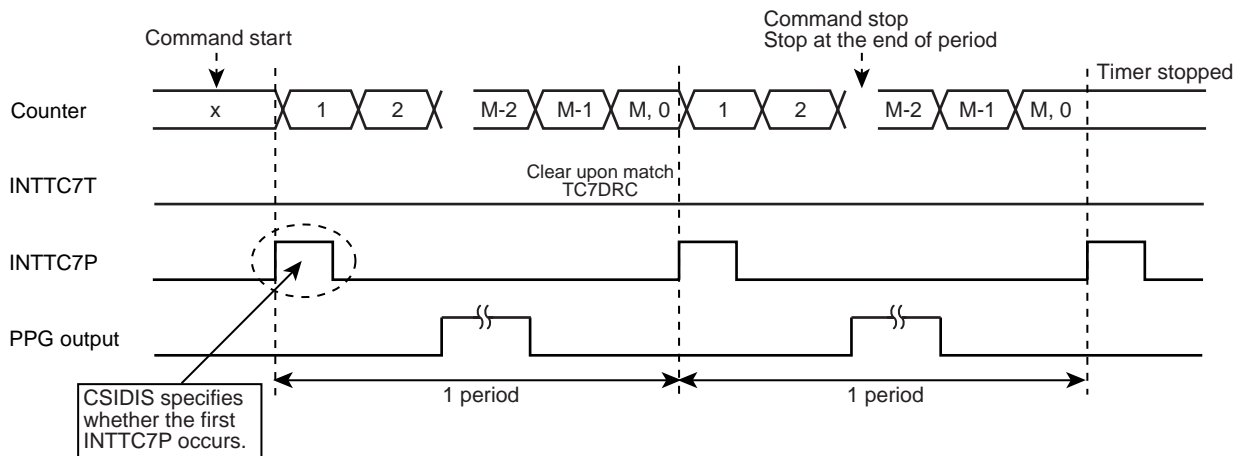 Command start
Command stop
Stop at the end of period
Timer stopped
Counter
x 1 2 M-2 M-1 M, 0 1 2 M-2 M-1 M, 0
Clear upon match
TC7DRC
INTTC7T
INTTC7P
PPG output
1 period 1 period
CSIDIS specifies
whether the first
INTTC7P occurs.